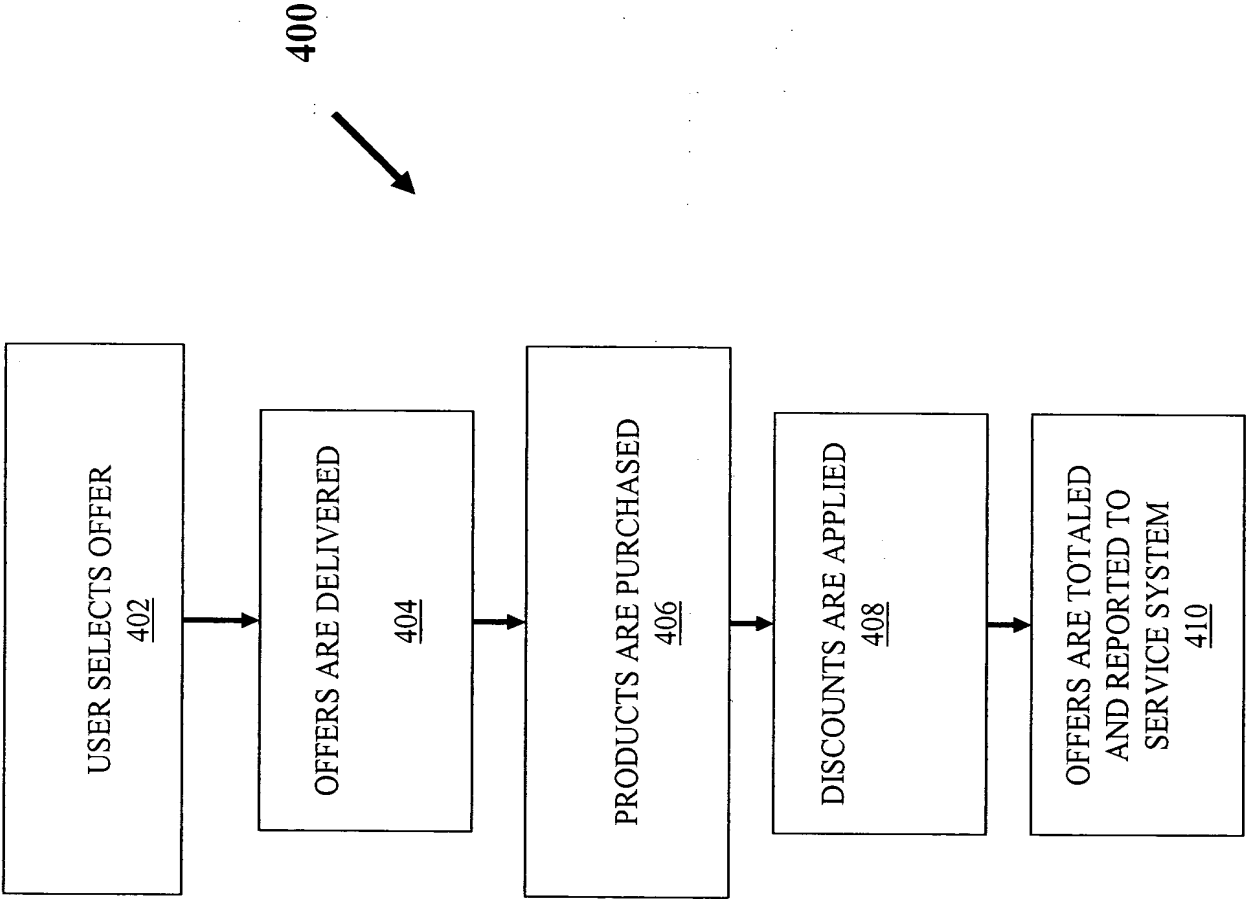 400
USER SELECTS OFFER
402
OFFERS ARE DELIVERED
404
PRODUCTS ARE PURCHASED
406
DISCOUNTS ARE APPLIED
408
OFFERS ARE TOTALED
AND REPORTED TO
SERVICE SYSTEM
410